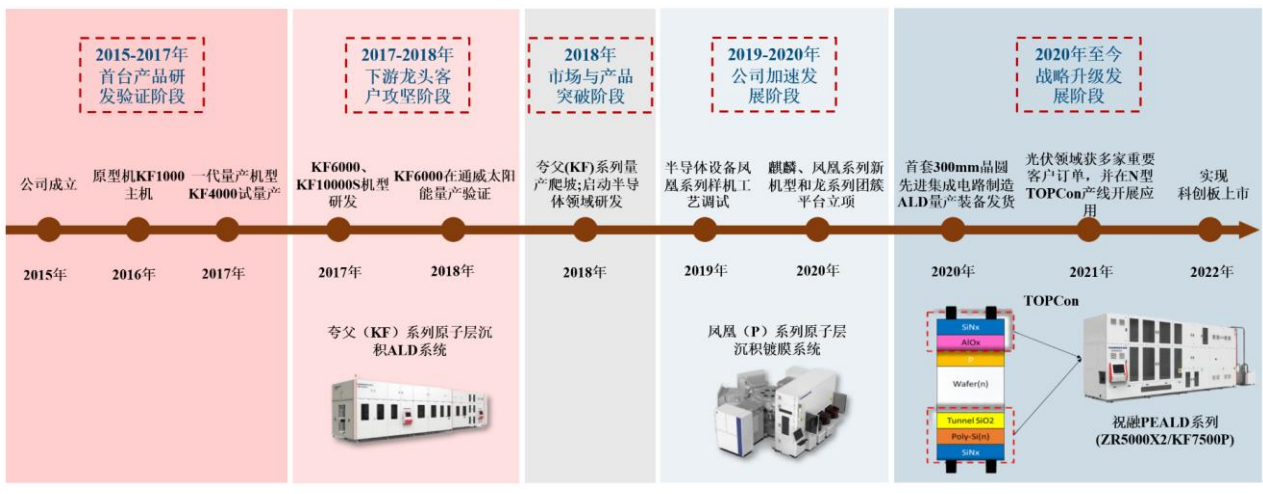 2015-2017年
首台产品研
发验证阶段
2017-2018年
下游龙头客
户攻坚阶段
2018年
市场与产品
突破阶段
2019-2020年
公司加速发
展阶段
2020年至今
战略升级发
展阶段
公司成立
原型机KF1000
主机
一代量产机型
KF4000试量产
KF6000、
KF10000S机型
研发
KF6000在通威太阳
能量产验证
夸父(KF)系列量
产爬坡;启动半导
体领域研发
半导体设备凤
凰系列样机工
艺调试
麒麟、凤凰系列新
机型和龙系列团簇
平台立项
首套300mm晶圆
先进集成电路制造
ALD量产装备发货
光伏领域获多家重要
客户订单，并在N型
TOPCon产线开展应
用
实现
科创板上市
2015年
2016年
2017年
2017年
2018年
2018年
2019年
2020年
2020年
2021年
2022年
夸父（KF）系列原子层沉
积ALD系统
凤凰（P）系列原子层
沉积镀膜系统
TOPCon
SiNx
AlOx
P
Wafer(n)
Tunnel SiO2
Poly-Si(n)
SiNx
祝融PEALD系列
(ZR5000X2/KF7500P)